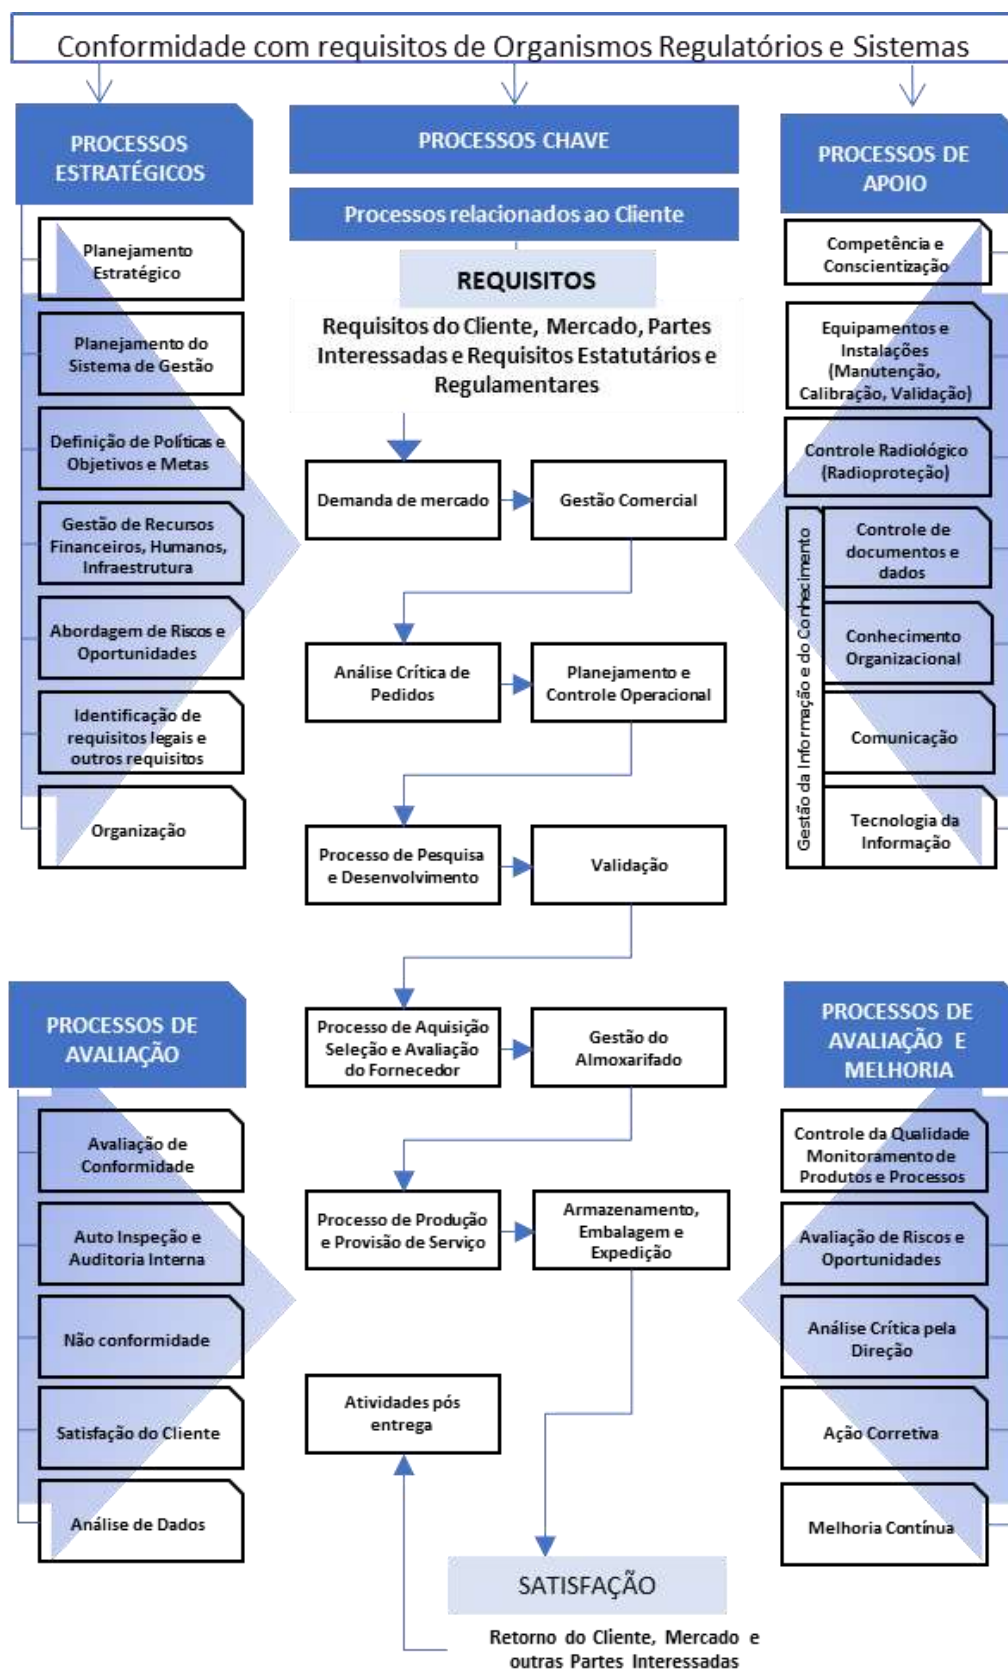 Conformidade com requisitos de Organismos Regulatórios e Sistemas
PROCESSOS
ESTRATÉGICOS
Planejamento
Estratégico
Planejamento do
Sistema de Gestão
Definição de Políticas e
Objetivos e Metas
Gestão de Recursos
Financeiros, Humanos,
Infraestrutura
Abordagem de Riscos e
Oportunidades
Identificação de
requisitos legais e
outros requisitos
Organização
PROCESSOS CHAVE
Processos relacionados ao Cliente
REQUISITOS
Requisitos do Cliente, Mercado, Partes
Interessadas e Requisitos Estatutários e
Regulamentares
Demanda de mercado
Gestão Comercial
Análise Crítica de
Pedidos
Planejamento e
Controle Operacional
Processo de Pesquisa
e Desenvolvimento
Validação
Processo de Aquisição
Seleção e Avaliação
do Fornecedor
Gestão do
Almoxarifado
Processo de Produção
e Provisão de Serviço
Armazenamento,
Embalagem e
Expedição
Atividades pós
entrega
SATISFAÇÃO
Retorno do Cliente, Mercado e
outras Partes Interessadas
PROCESSOS DE
APOIO
Competência e
Conscientização
Equipamentos e
Instalações
(Manutenção,
Calibração, Validação)
Controle Radiológico
(Radioproteção)
Gestão da Informação e do Conhecimento
Controle de
documentos e
dados
Conhecimento
Organizacional
Comunicação
Tecnologia da
Informação
PROCESSOS DE
AVALIAÇÃO
Avaliação de
Conformidade
Auto Inspeção e
Auditoria Interna
Não conformidade
Satisfação do Cliente
Análise de Dados
PROCESSOS DE
AVALIAÇÃO E
MELHORIA
Controle da Qualidade
Monitoramento de
Produtos e Processos
Avaliação de Riscos e
Oportunidades
Análise Crítica pela
Direção
Ação Corretiva
Melhoria Contínua